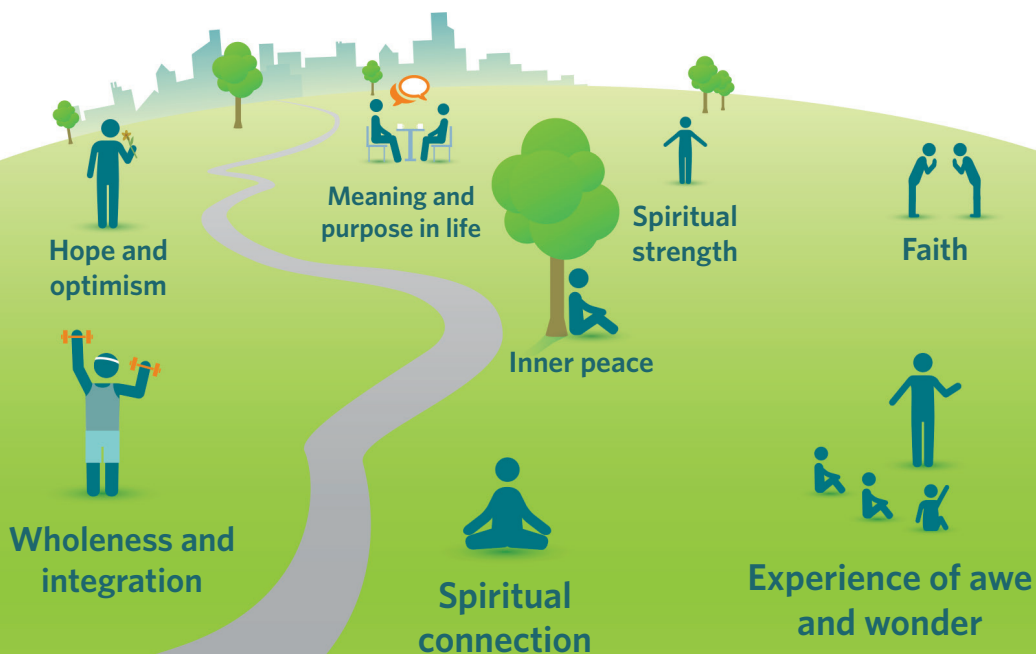 Meaning and
purpose in life
Hope and
optimism
Spiritual
strength
Faith
Inner peace
Wholeness and
integration
Spiritual
connection
Experience of awe
and wonder